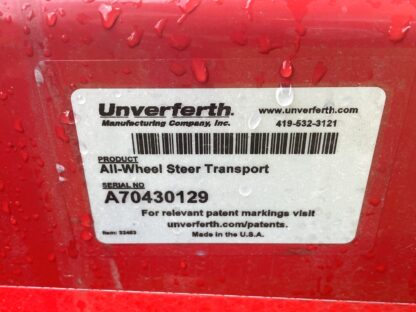 Unverferth. www.unverferth.com
Manufacturing Company, Inc. 419-532-3121
PRODUCT
All-Wheel Steer Transport
SERIAL NO
A70430129
For relevant patent markings visit
unverferth.com/patents.
Item: Made in the U.S.A.